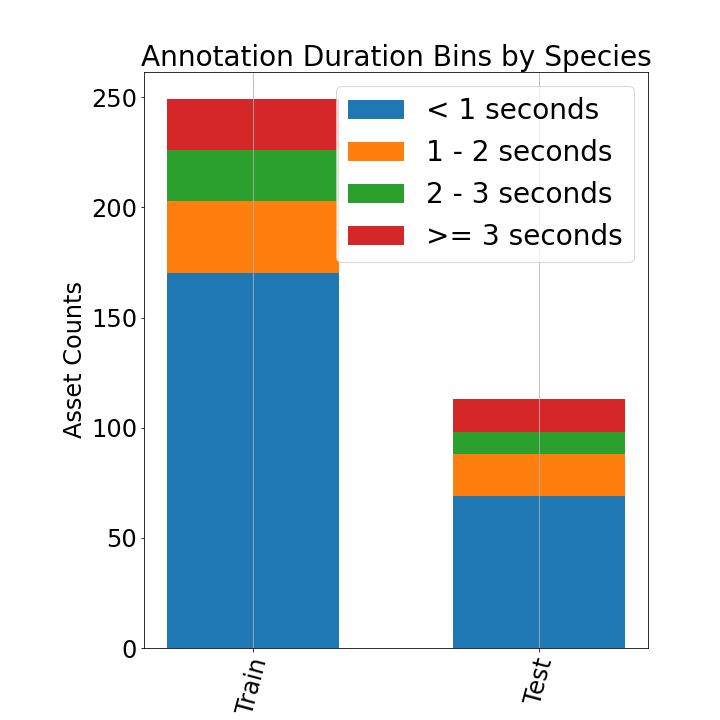 Annotation Duration Bins by Species
< 1 seconds
1 - 2 seconds
2 - 3 seconds
>= 3 seconds
Asset Counts
250
200
150
100
50
0
Train
Test